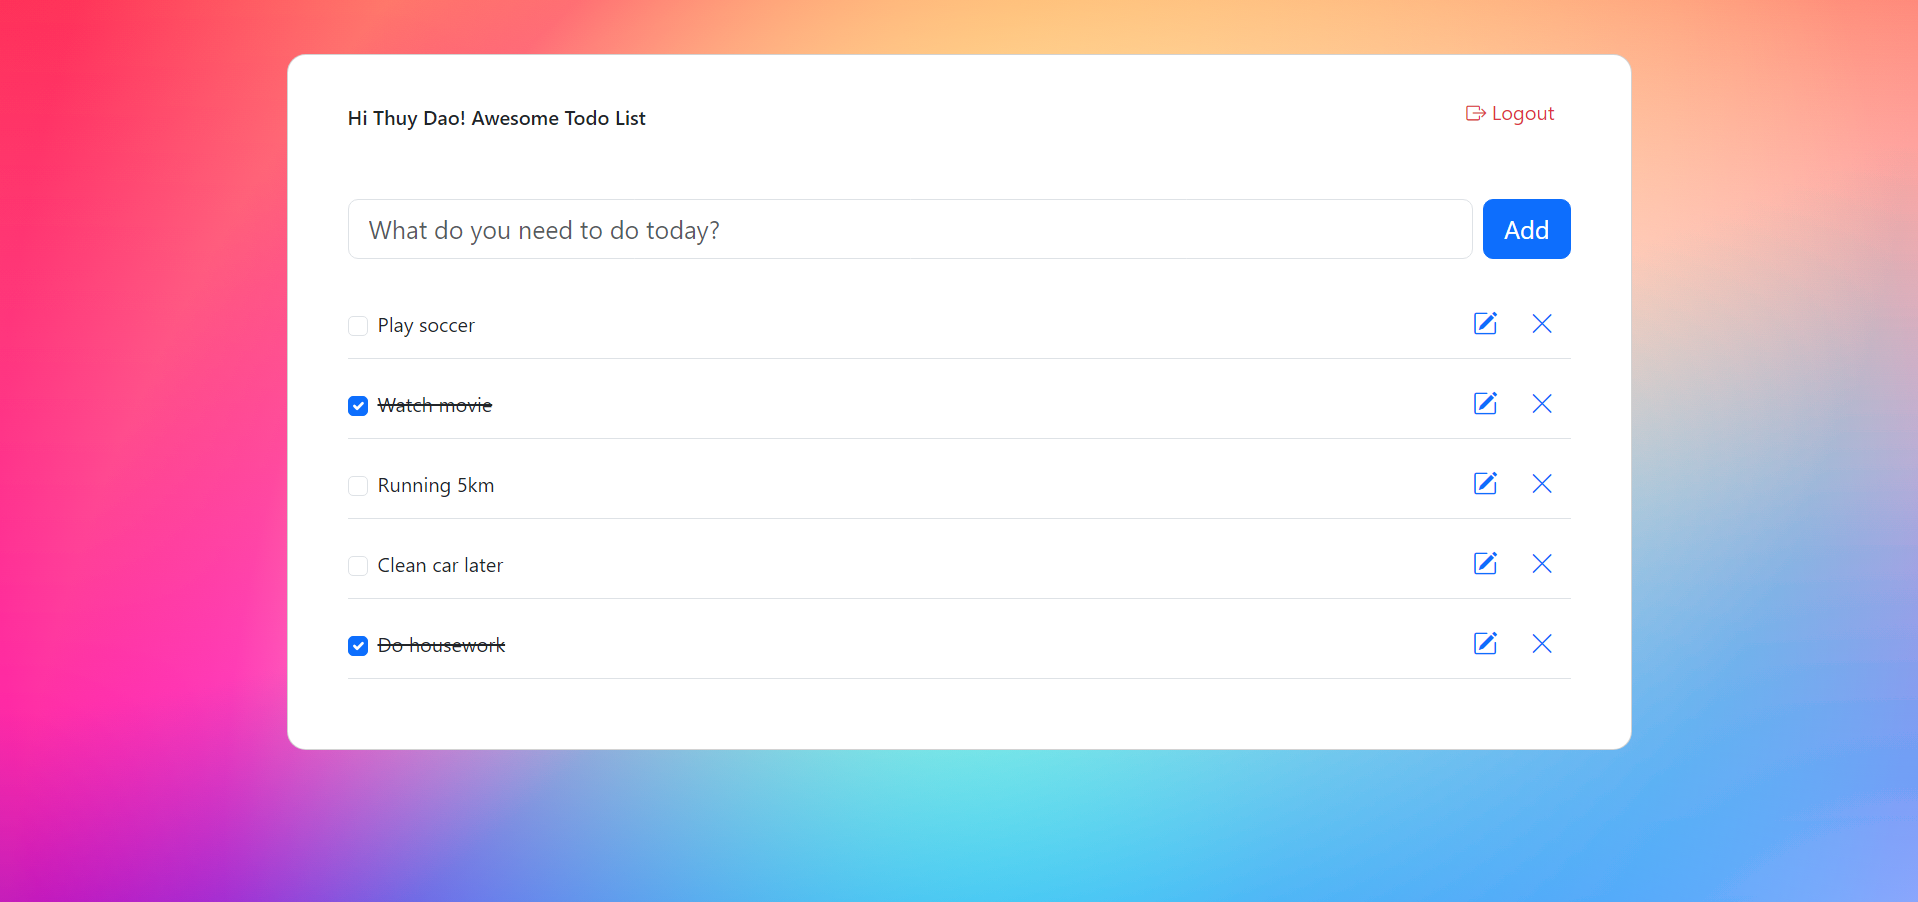 Hi Thuy Dao! Awesome Todo List
Logout
What do you need to do today?
Add
Play soccer
Watch movie
Running 5km
Clean car later
Do housework